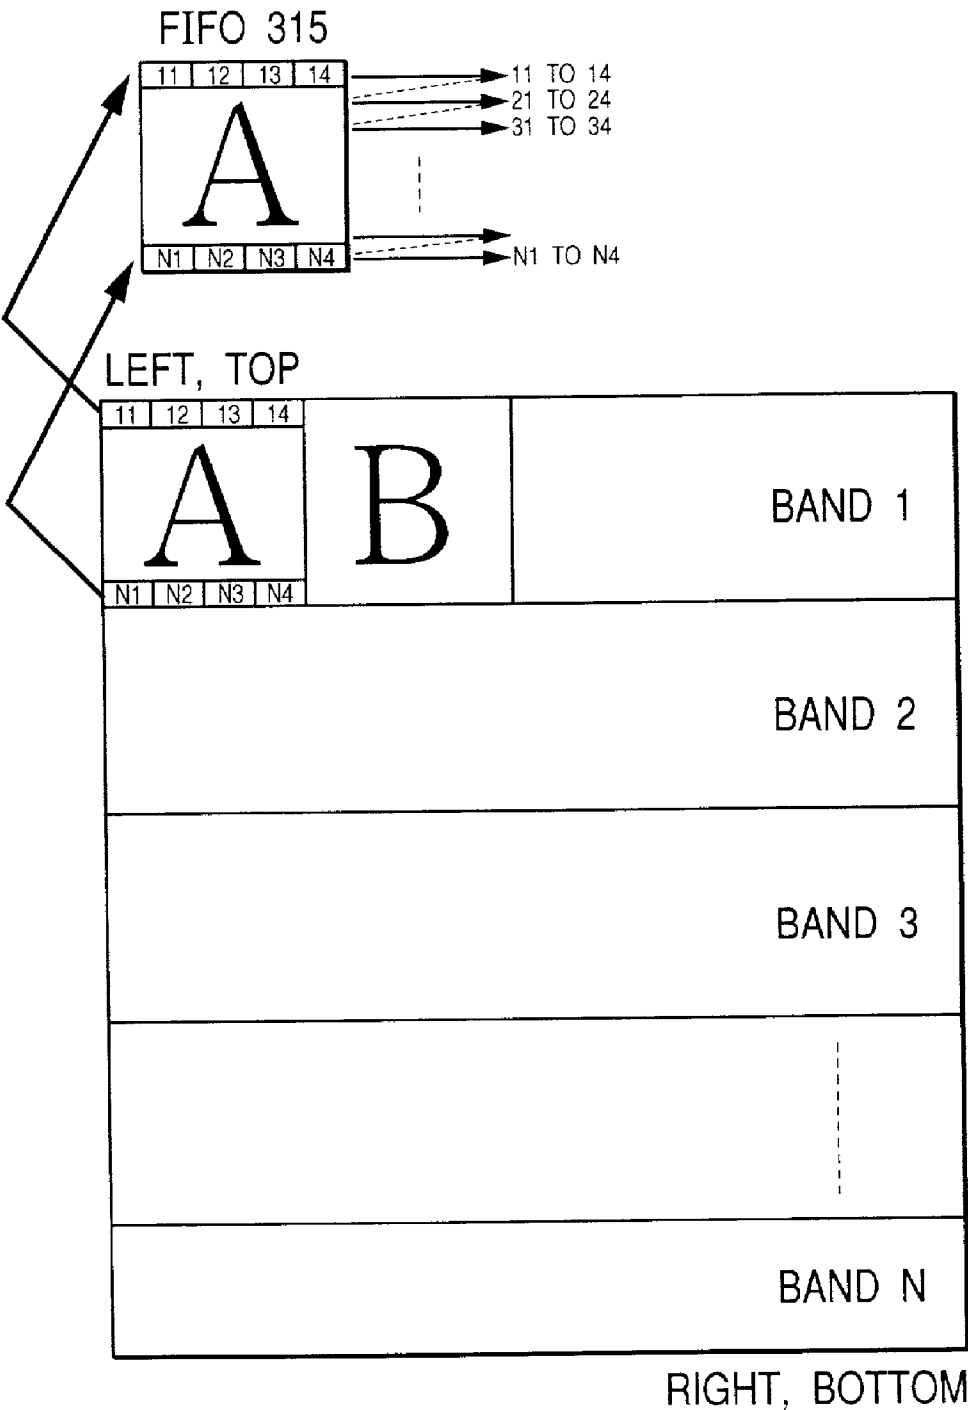 FIFO 315
11 12 13 14
11 TO 14
21 TO 24
31 TO 34
A
N1 N2 N3 N4
N1 TO N4
LEFT, TOP
11 12 13 14
A B
BAND 1
N1 N2 N3 N4
BAND 2
BAND 3
BAND N
RIGHT, BOTTOM